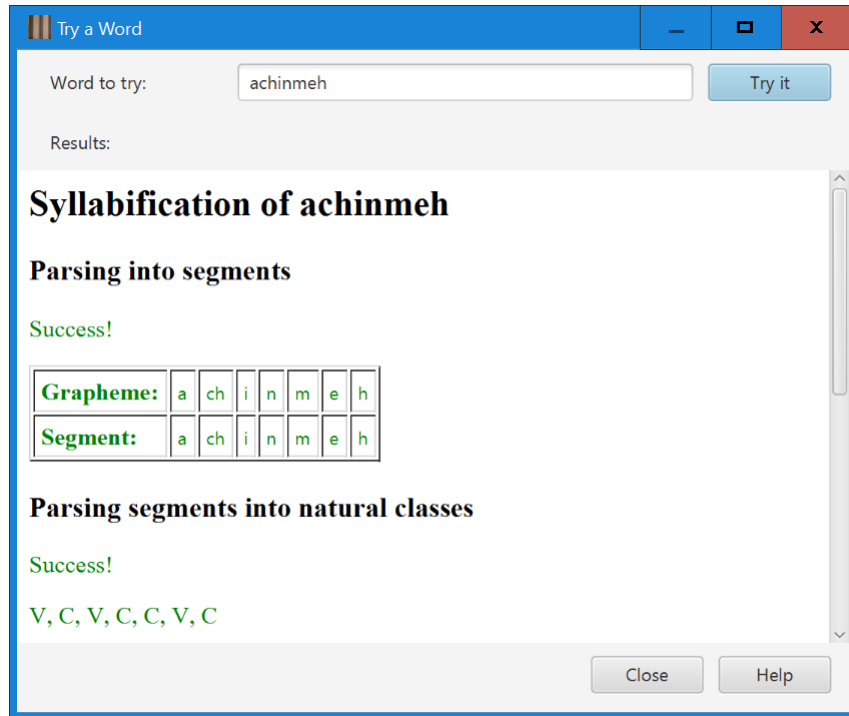 Try a Word
Word to try: achinmeh Try it
Results:
Syllabification of achinmeh
Parsing into segments
Success!
Grapheme: a ch i n m e h
Segment: a ch i n m e h
Parsing segments into natural classes
Success!
V, C, V, C, C, V, C
Close Help